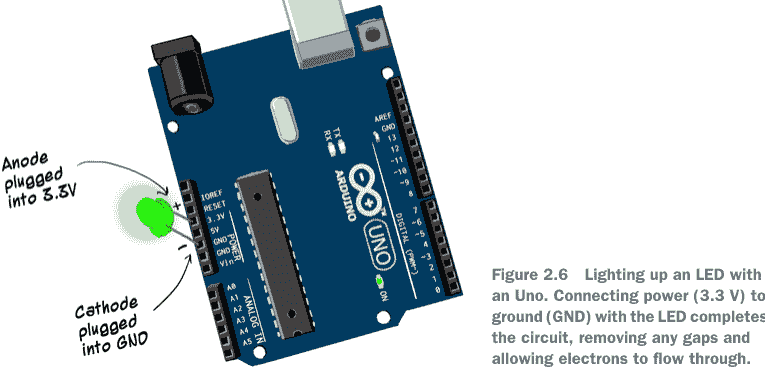 Anode
plugged
into 3.3V
+
-
Cathode
plugged
into GND
IOREF
RESET
3.3V
5V
GND
GND
Vin
POWER
A0
A1
A2
A3
A4
A5
ANALOG IN
TX
RX
ARDUINO
UNO
ON
AREF
GND
13
12
~11
~10
~9
8
7
~6
~5
4
~3
2
1
0
DIGITAL (PWM~)
Figure 2.6 Lighting up an LED with
an Uno. Connecting power (3.3 V) to
ground (GND) with the LED completes
the circuit, removing any gaps and
allowing electrons to flow through.